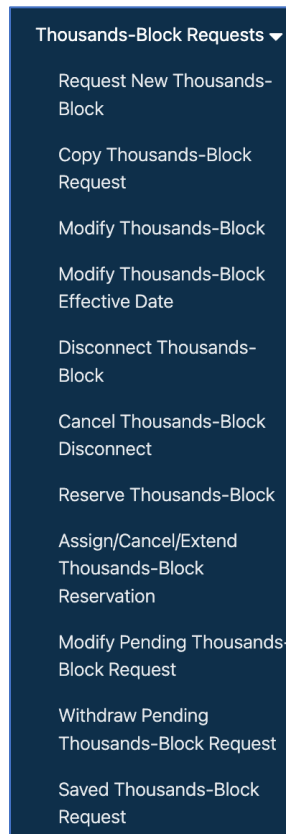 Thousands-Block Requests
Request New Thousands-
Block
Copy Thousands-Block
Request
Modify Thousands-Block
Modify Thousands-Block
Effective Date
Disconnect Thousands-
Block
Cancel Thousands-Block
Disconnect
Reserve Thousands-Block
Assign/Cancel/Extend
Thousands-Block
Reservation
Modify Pending Thousands-
Block Request
Withdraw Pending
Thousands-Block Request
Saved Thousands-Block
Request